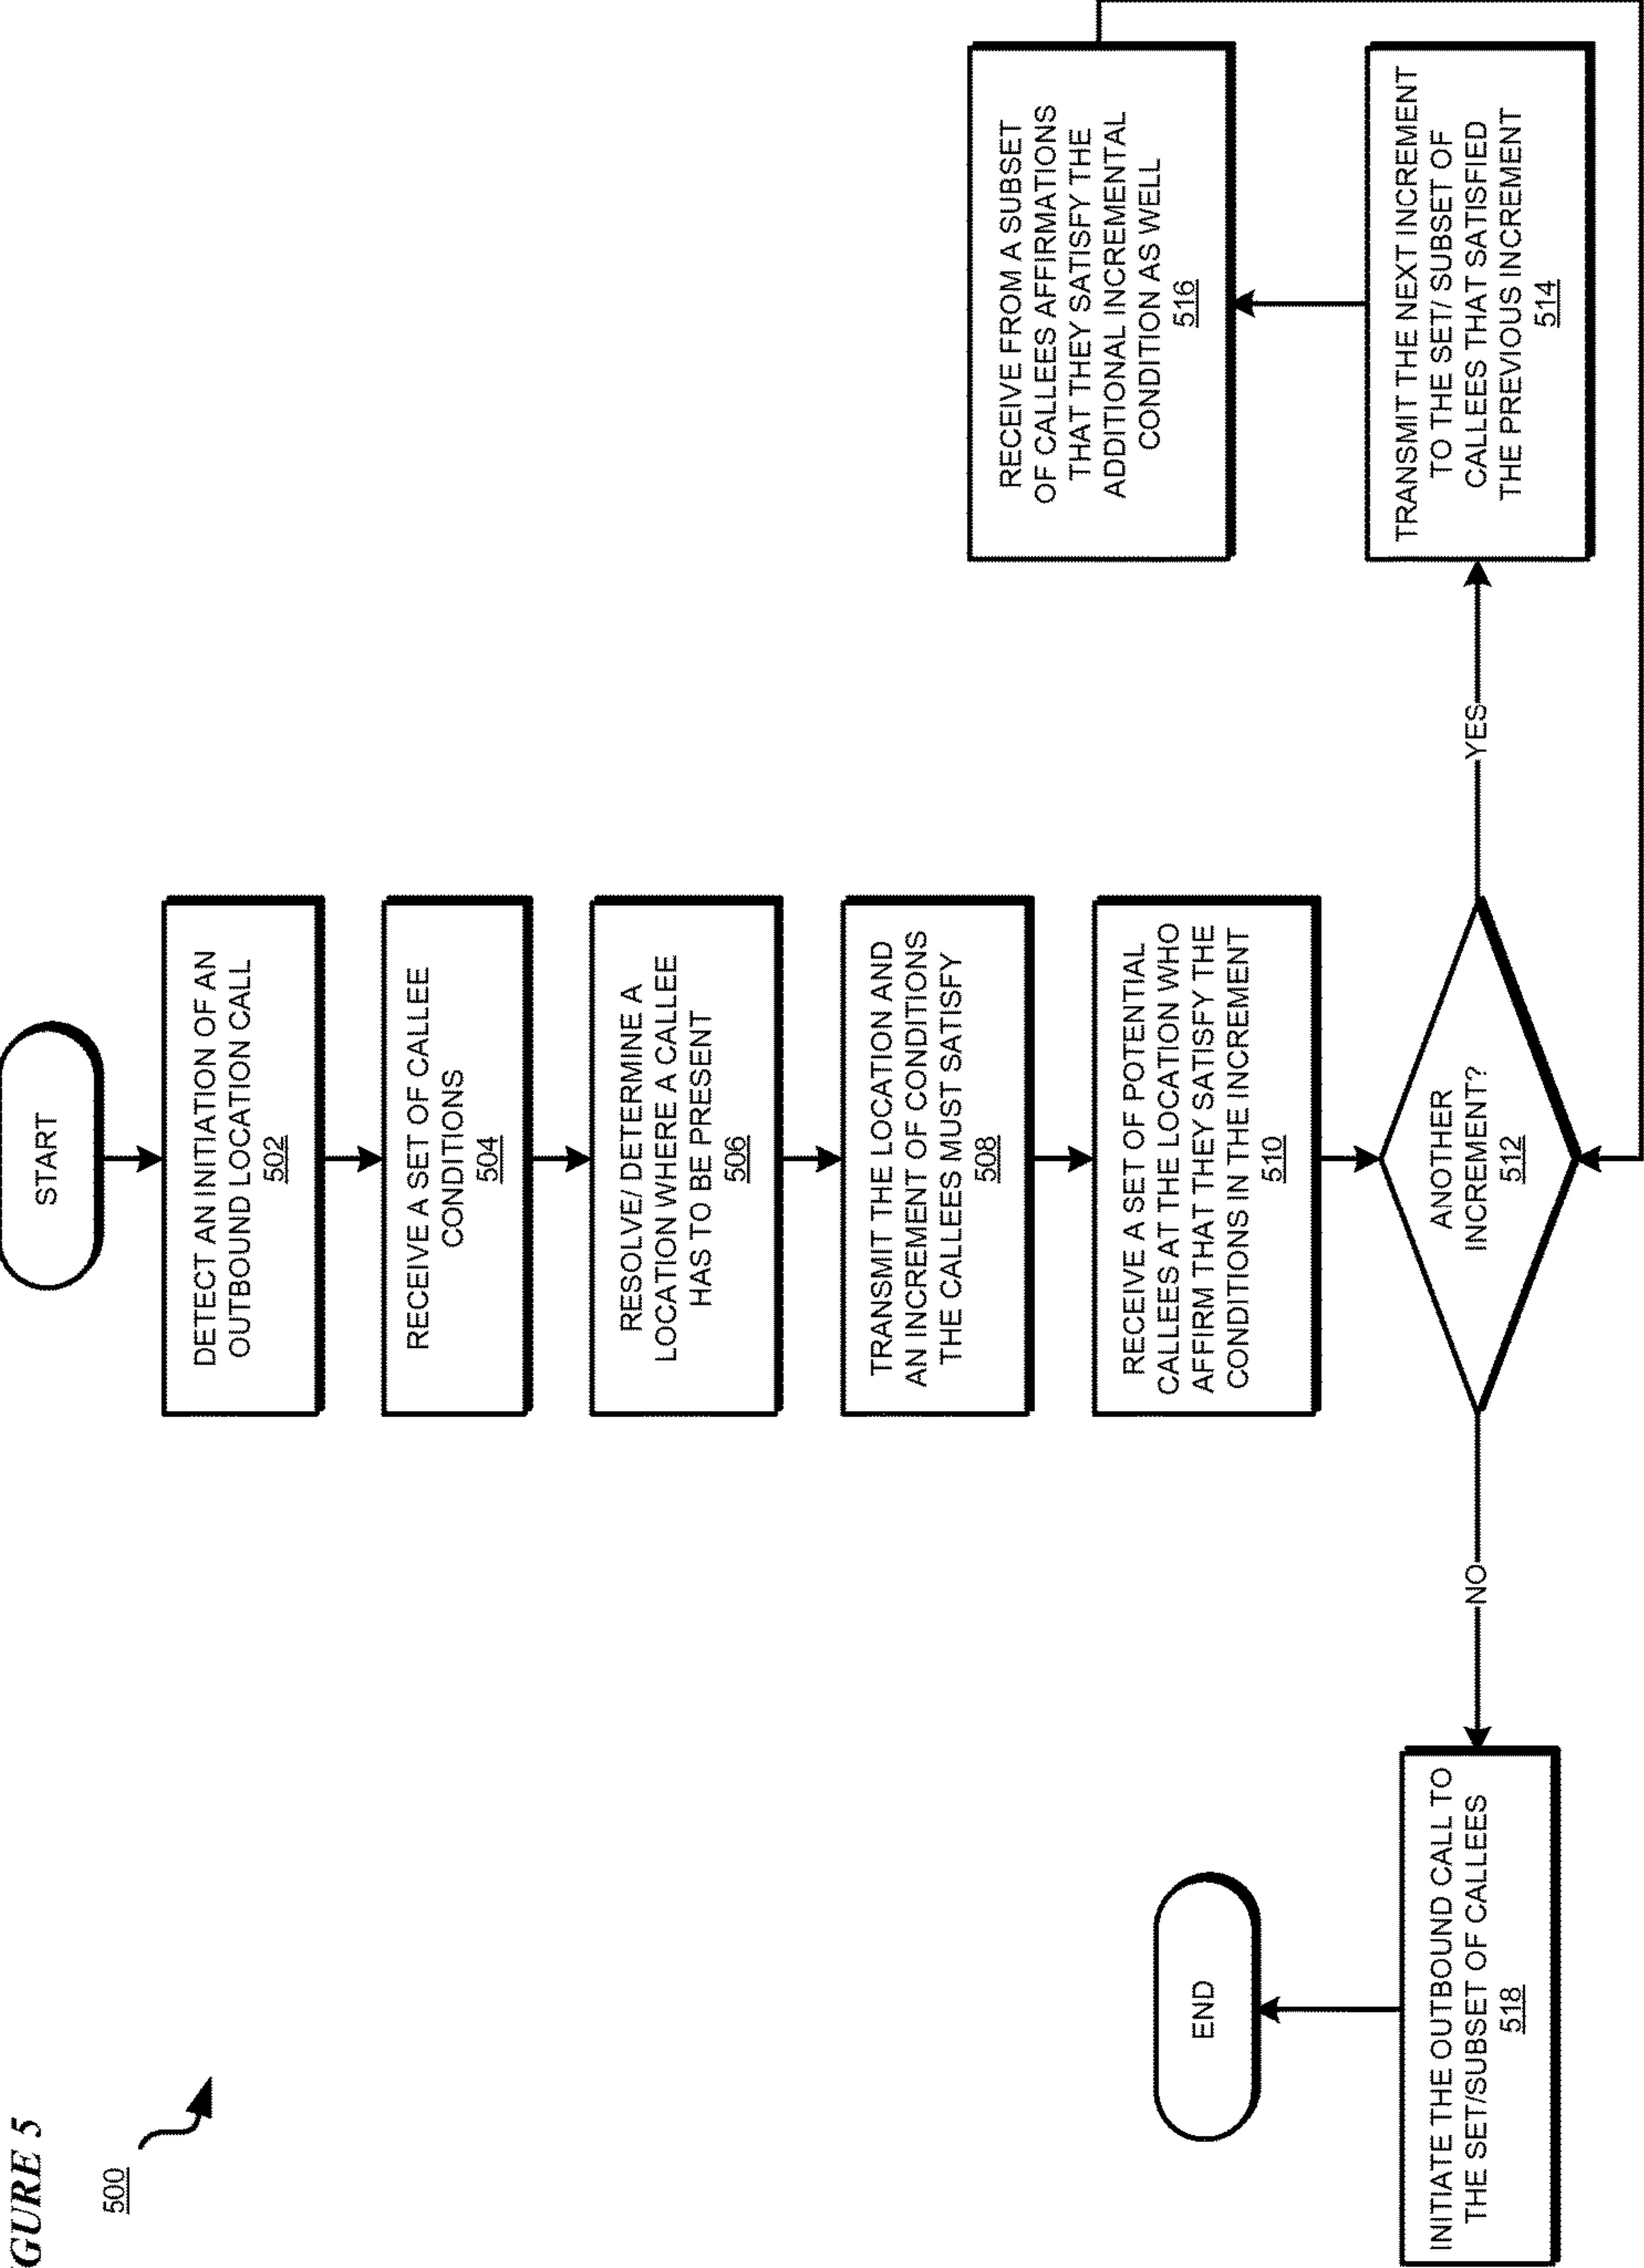 GURE 5
500
START
DETECT AN INITIATION OF AN
OUTBOUND LOCATION CALL
502
RECEIVE A SET OF CALLEE
CONDITIONS
504
RESOLVE/ DETERMINE A
LOCATION WHERE A CALLEE
HAS TO BE PRESENT
506
TRANSMIT THE LOCATION AND
AN INCREMENT OF CONDITIONS
THE CALLEES MUST SATISFY
508
RECEIVE A SET OF POTENTIAL
CALLEES AT THE LOCATION WHO
AFFIRM THAT THEY SATISFY THE
CONDITIONS IN THE INCREMENT
510
ANOTHER
INCREMENT?
512
YES
TRANSMIT THE NEXT INCREMENT
TO THE SET/ SUBSET OF
CALLEES THAT SATISFIED
THE PREVIOUS INCREMENT
514
RECEIVE FROM A SUBSET
OF CALLEES AFFIRMATIONS
THAT THEY SATISFY THE
ADDITIONAL INCREMENTAL
CONDITION AS WELL
516
NO
INITIATE THE OUTBOUND CALL TO
THE SET/SUBSET OF CALLEES
518
END